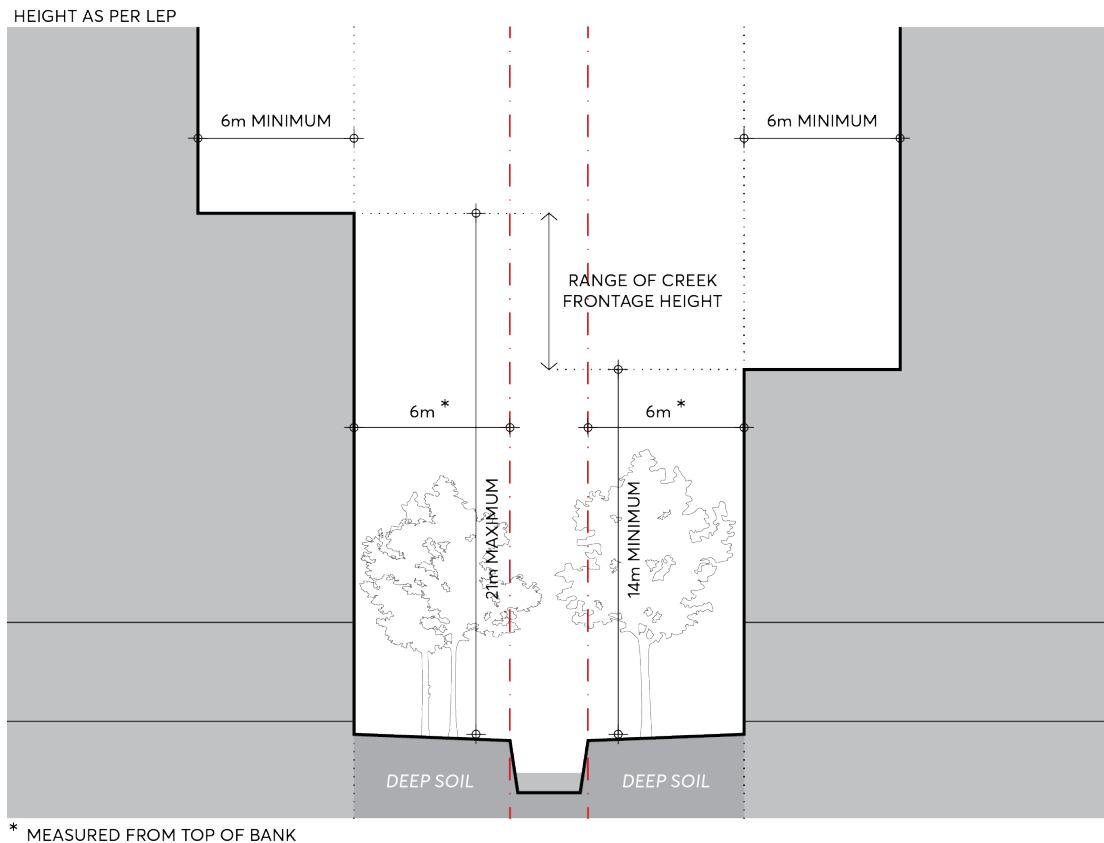 HEIGHT AS PER LEP
6m MINIMUM
6m MINIMUM
RANGE OF CREEK
FRONTAGE HEIGHT
6m *
6m *
21m MAXIMUM
14m MINIMUM
DEEP SOIL
DEEP SOIL
* MEASURED FROM TOP OF BANK